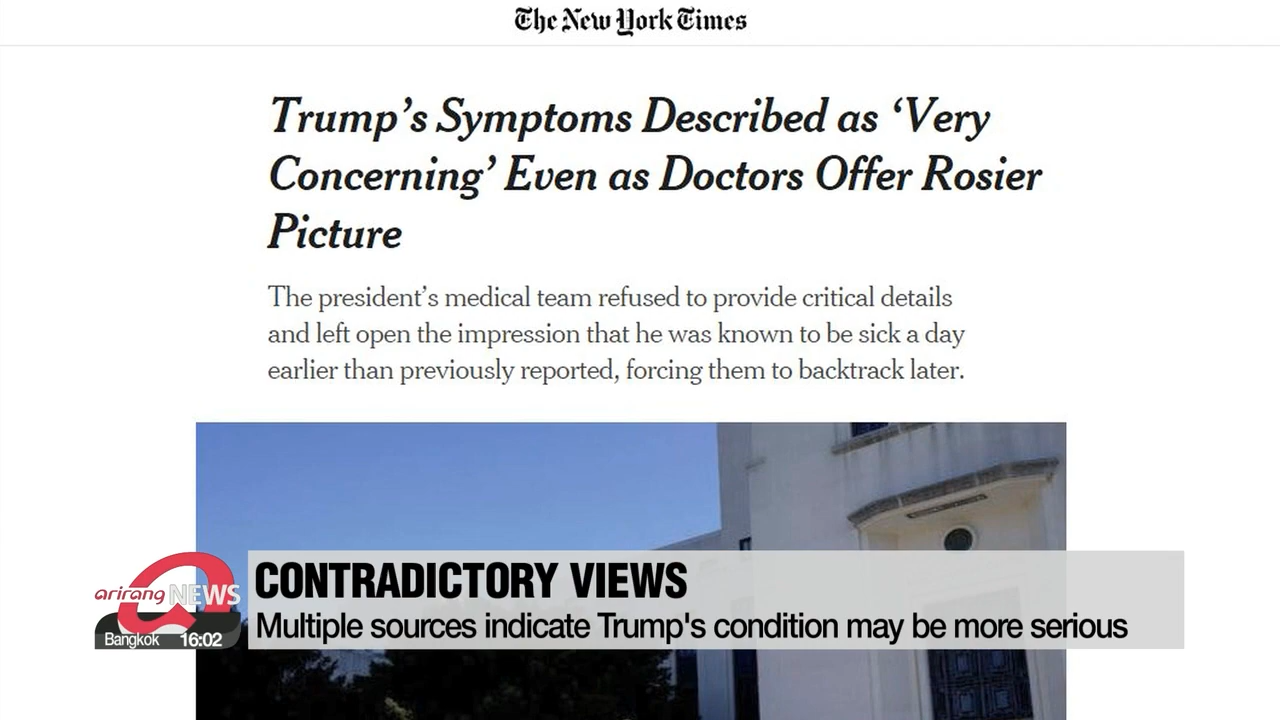 The New York Times
Trump’s Symptoms Described as ‘Very
Concerning’ Even as Doctors Offer Rosier
Picture
The president’s medical team refused to provide critical details
and left open the impression that he was known to be sick a day
earlier than previously reported, forcing them to backtrack later.
CONTRADICTORY VIEWS
arirang NEWS
Multiple sources indicate Trump's condition may be more serious
Bangkok 16:02